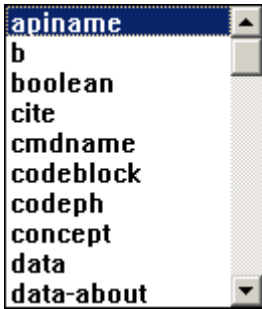 apiname
b
boolean
cite
cmdname
codeblock
codeph
concept
data
data-about